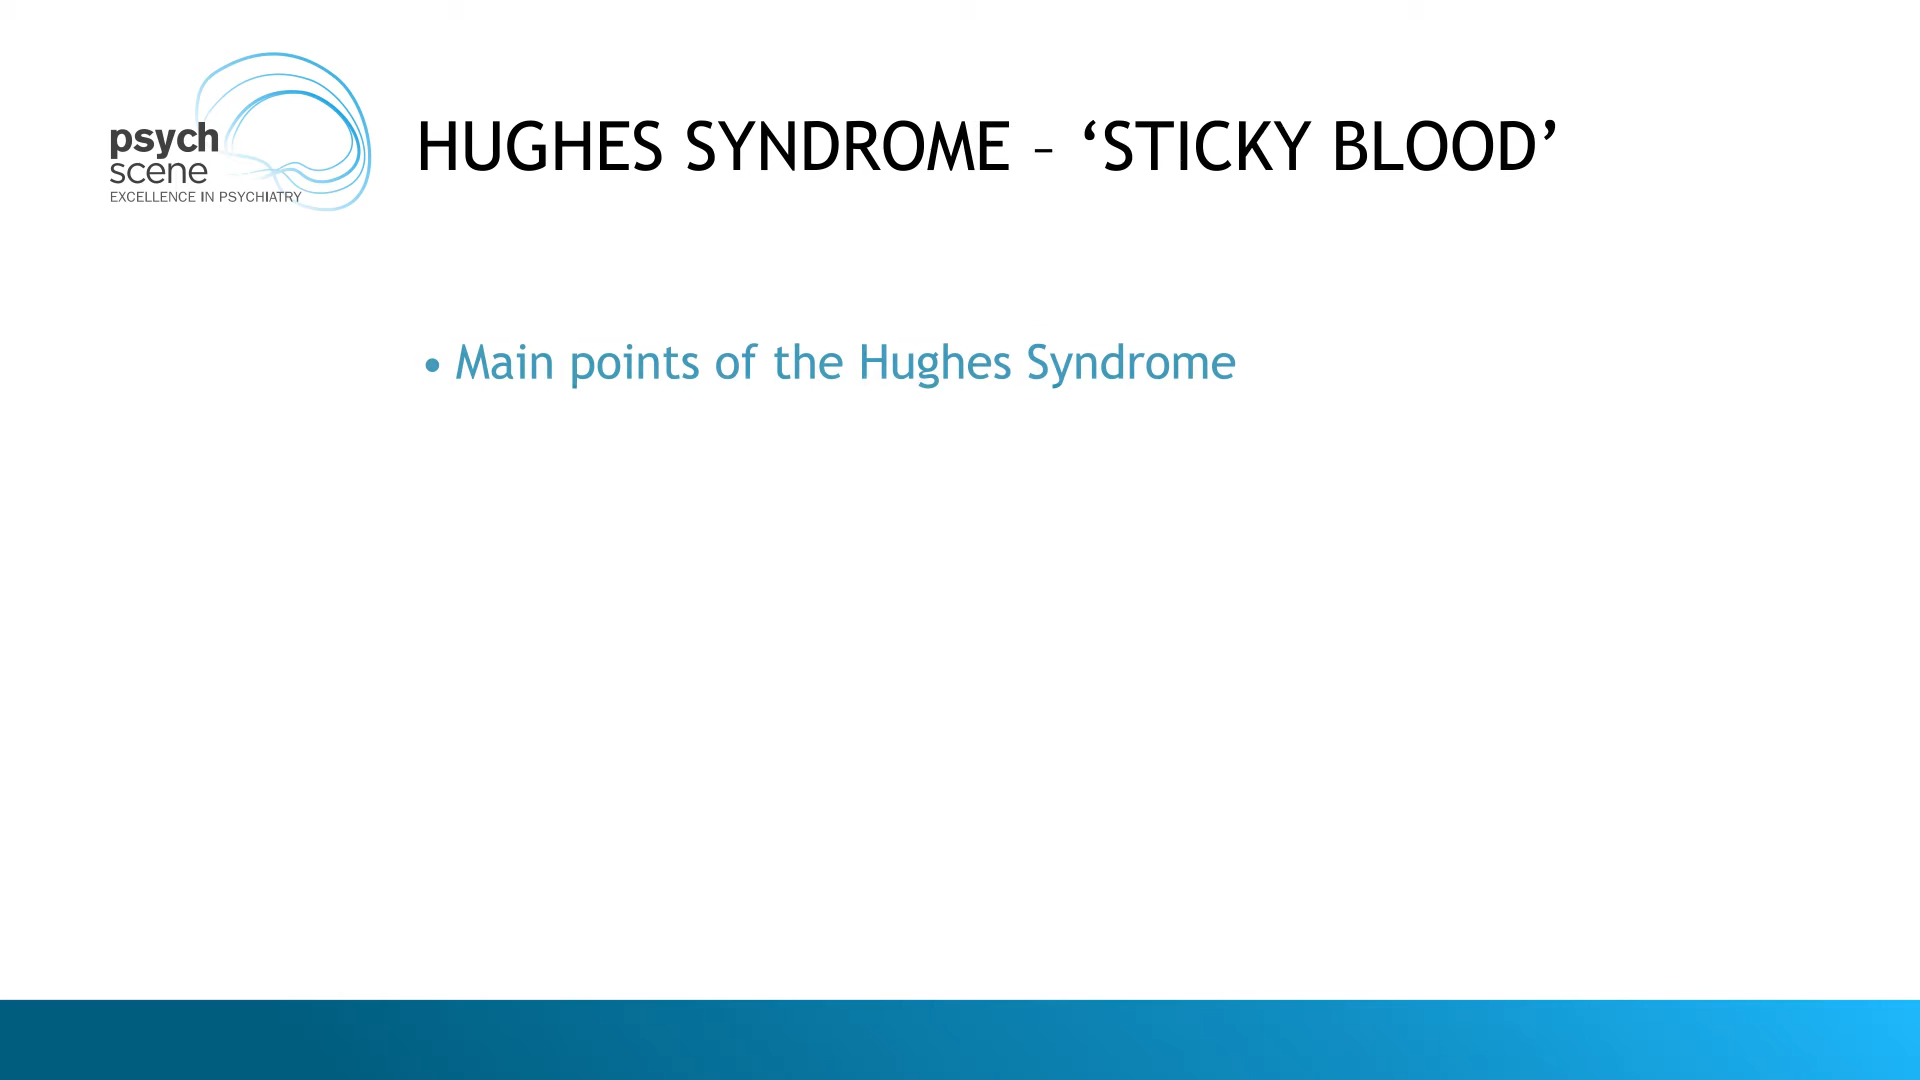 psych
scene
EXCELLENCE IN PSYCHIATRY
HUGHES SYNDROME – ‘STICKY BLOOD’
• Main points of the Hughes Syndrome